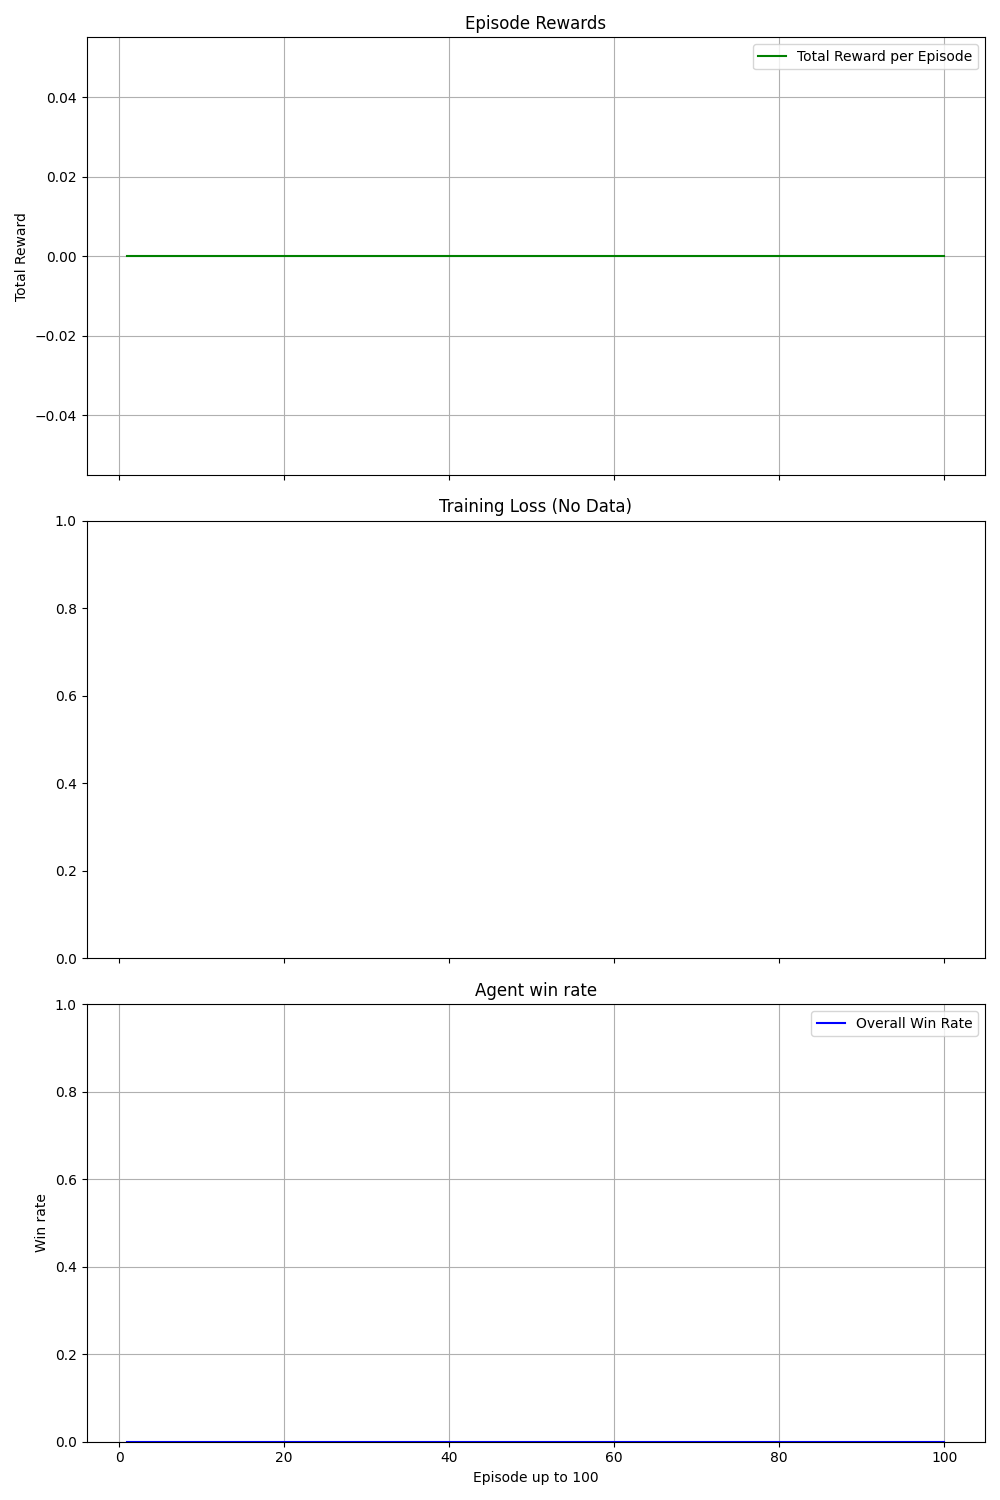 Episode Rewards
Total Reward per Episode
0.04
0.02
0.00
−0.02
−0.04
Total Reward
Training Loss (No Data)
1.0
0.8
0.6
0.4
0.2
0.0
Agent win rate
Overall Win Rate
1.0
0.8
0.6
0.4
0.2
0.0
Win rate
0 20 40 60 80 100
Episode up to 100